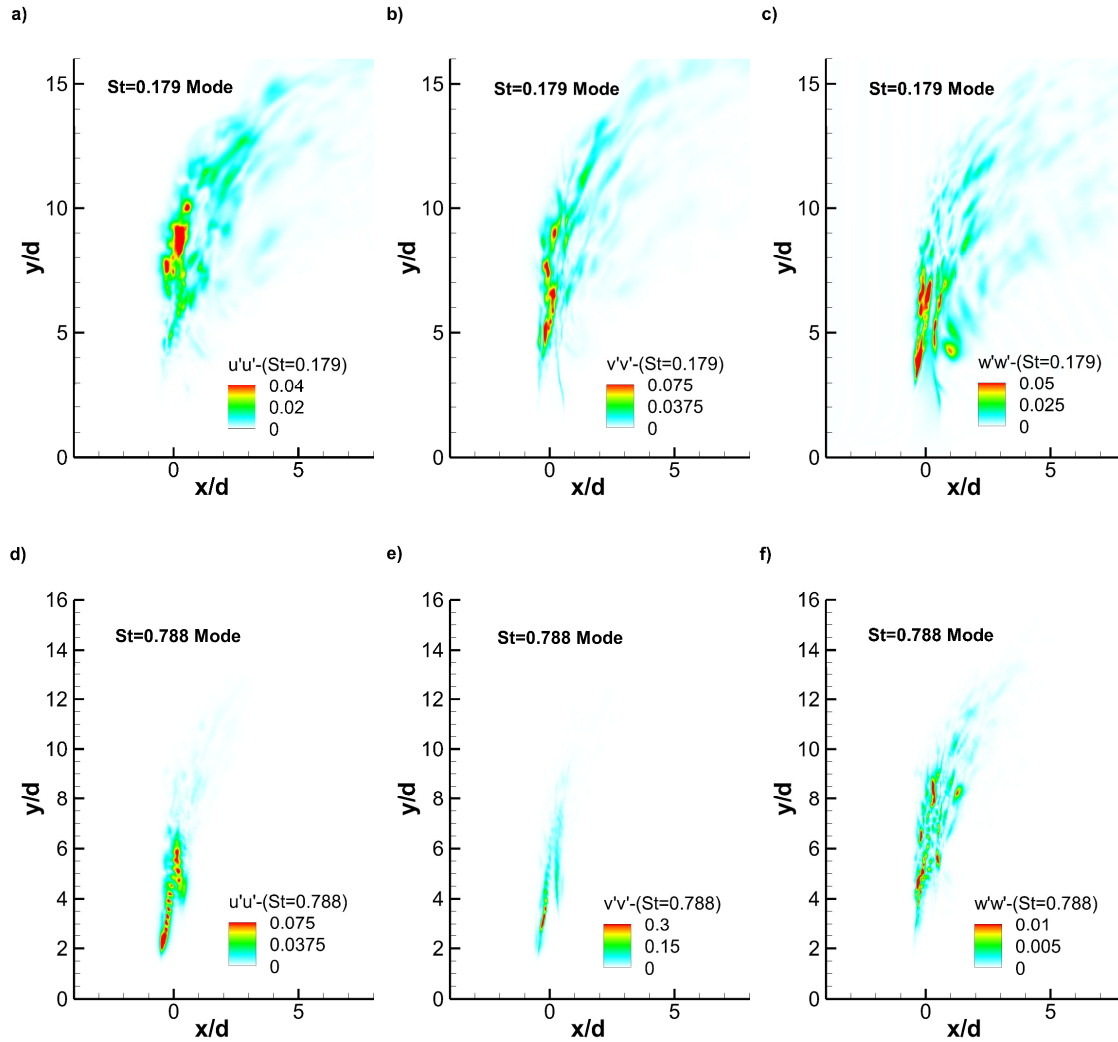 a)
b)
c)
St=0.179 Mode
St=0.179 Mode
St=0.179 Mode
15
10
5
0
y/d
u'u'-(St=0.179)
0.04
0.02
0
0
5
x/d
15
10
5
0
y/d
v'v'-(St=0.179)
0.075
0.0375
0
0
5
x/d
15
10
5
0
y/d
w'w'-(St=0.179)
0.05
0.025
0
0
5
x/d
d)
e)
f)
St=0.788 Mode
St=0.788 Mode
St=0.788 Mode
16
14
12
10
8
6
4
2
0
y/d
u'u'-(St=0.788)
0.075
0.0375
0
0
5
x/d
16
14
12
10
8
6
4
2
0
y/d
v'v'-(St=0.788)
0.3
0.15
0
0
5
x/d
16
14
12
10
8
6
4
2
0
y/d
w'w'-(St=0.788)
0.01
0.005
0
0
5
x/d